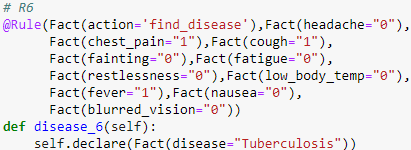 # R6
@Rule(Fact(action='find_disease'),Fact(headache="0"),
Fact(chest_pain="1"),Fact(cough="1"),
Fact(fainting="0"),Fact(fatigue="0"),
Fact(restlessness="0"),Fact(low_body_temp="0"),
Fact(fever="1"),Fact(nausea="0"),
Fact(blurred_vision="0"))
def disease_6(self):
self.declare(Fact(disease="Tuberculosis"))